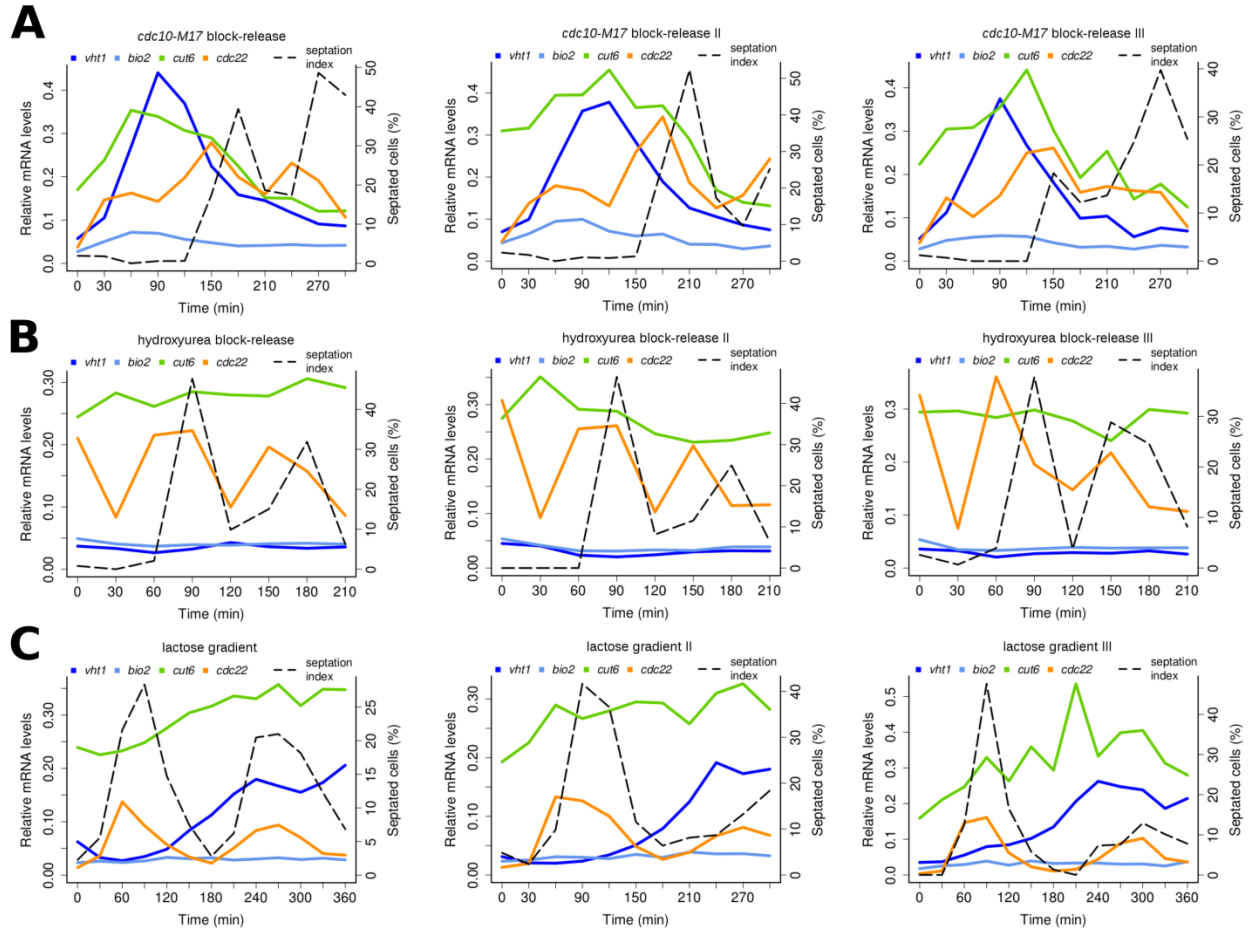 A
cdc10-M17 block-release
vht1 bio2 cut6 cdc22 septation index
Relative mRNA levels
0.0 0.1 0.2 0.3 0.4
Septated cells (%)
0 10 20 30 40 50
0 30 90 150 210 270
Time (min)
cdc10-M17 block-release II
vht1 bio2 cut6 cdc22 septation index
Relative mRNA levels
0.0 0.1 0.2 0.3 0.4
Septated cells (%)
0 10 20 30 40 50
0 30 90 150 210 270
Time (min)
cdc10-M17 block-release III
vht1 bio2 cut6 cdc22 septation index
Relative mRNA levels
0.0 0.1 0.2 0.3 0.4
Septated cells (%)
0 10 20 30 40
0 30 90 150 210 270
Time (min)
B
hydroxyurea block-release
vht1 bio2 cut6 cdc22 septation index
Relative mRNA levels
0.00 0.10 0.20 0.30
Septated cells (%)
0 10 20 30 40
0 30 60 90 120 150 180 210
Time (min)
hydroxyurea block-release II
vht1 bio2 cut6 cdc22 septation index
Relative mRNA levels
0.00 0.10 0.20 0.30
Septated cells (%)
0 10 20 30 40
0 30 60 90 120 150 180 210
Time (min)
hydroxyurea block-release III
vht1 bio2 cut6 cdc22 septation index
Relative mRNA levels
0.0 0.1 0.2 0.3
Septated cells (%)
0 10 20 30
0 30 60 90 120 150 180 210
Time (min)
C
lactose gradient
vht1 bio2 cut6 cdc22 septation index
Relative mRNA levels
0.00 0.10 0.20 0.30
Septated cells (%)
0 5 10 15 20 25
0 60 120 180 240 300 360
Time (min)
lactose gradient II
vht1 bio2 cut6 cdc22 septation index
Relative mRNA levels
0.00 0.10 0.20 0.30
Septated cells (%)
0 10 20 30 40
0 30 90 150 210 270
Time (min)
lactose gradient III
vht1 bio2 cut6 cdc22 septation index
Relative mRNA levels
0.0 0.1 0.2 0.3 0.4 0.5
Septated cells (%)
0 10 20 30 40
0 60 120 180 240 300 360
Time (min)